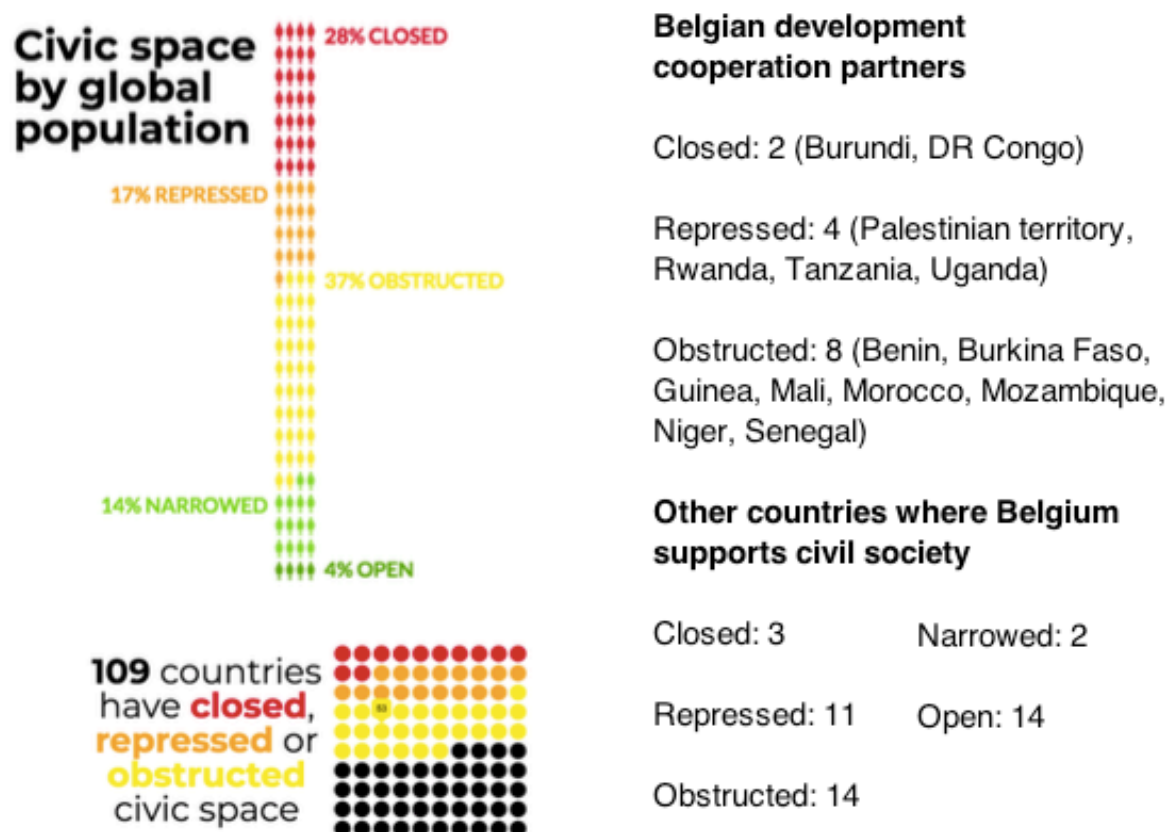 Civic space
by global
population
28% CLOSED
17% REPRESSED
37% OBSTRUCTED
14% NARROWED
4% OPEN
109 countries
have closed,
repressed or
obstructed
civic space
53
Belgian development
cooperation partners
Closed: 2 (Burundi, DR Congo)
Repressed: 4 (Palestinian territory,
Rwanda, Tanzania, Uganda)
Obstructed: 8 (Benin, Burkina Faso,
Guinea, Mali, Morocco, Mozambique,
Niger, Senegal)
Other countries where Belgium
supports civil society
Closed: 3
Narrowed: 2
Repressed: 11
Open: 14
Obstructed: 14